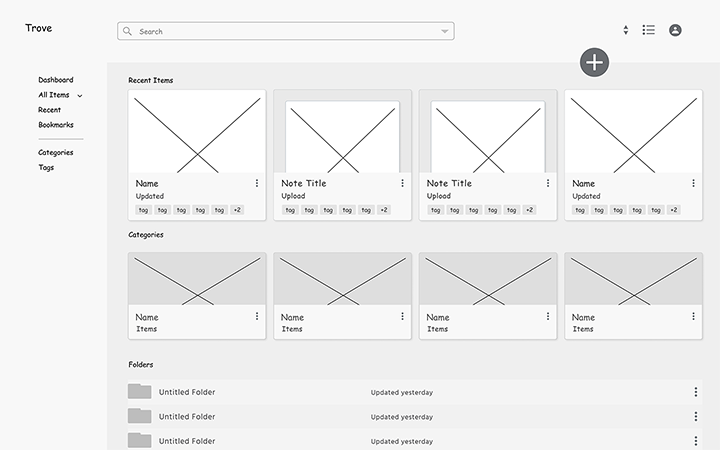 Trove
Search
Dashboard
All Items
Recent
Bookmarks
Categories
Tags
Recent Items
Name
Updated
tag tag tag tag tag +2
Note Title
Upload
tag tag tag tag tag +2
Note Title
Upload
tag tag tag tag tag +2
Name
Updated
tag tag tag tag tag +2
Categories
Name
Items
Name
Items
Name
Items
Name
Items
Folders
Untitled Folder Updated yesterday
Untitled Folder Updated yesterday
Untitled Folder Updated yesterday